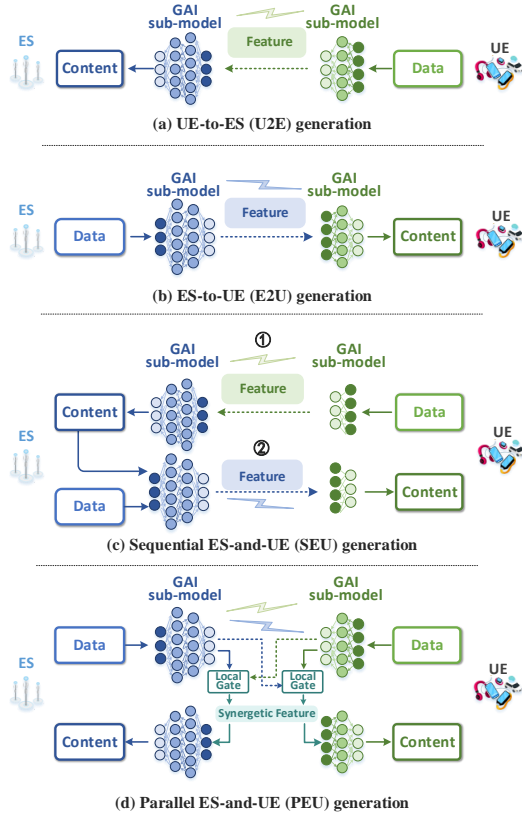 GAI
sub-model
GAI
sub-model
ES
Content
Feature
Data
UE
(a) UE-to-ES (U2E) generation
GAI
sub-model
GAI
sub-model
ES
Data
Feature
Content
UE
(b) ES-to-UE (E2U) generation
①
GAI
sub-model
GAI
sub-model
Content
Feature
Data
ES
UE
②
Data
Feature
Content
(c) Sequential ES-and-UE (SEU) generation
GAI
sub-model
GAI
sub-model
Data
Data
ES
UE
Local
Gate
Local
Gate
Synergetic Feature
Content
Content
(d) Parallel ES-and-UE (PEU) generation